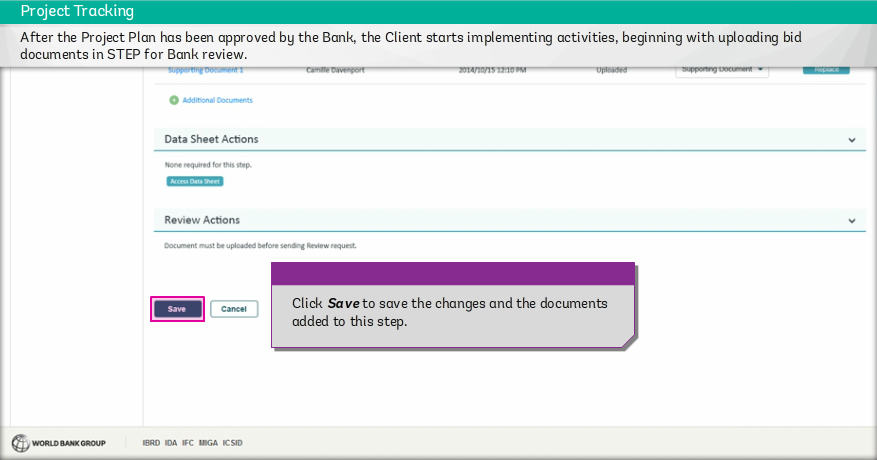 Project Tracking
After the Project Plan has been approved by the Bank, the Client starts implementing activities, beginning with uploading bid
documents in STEP for Bank review.
Supporting Document 1 Camille Davenport 2014/10/15 12:10 PM Uploaded Supporting Document Replace
Additional Documents
Data Sheet Actions
None required for this step.
Access Data Sheet
Review Actions
Document must be uploaded before sending Review request.
Click Save to save the changes and the documents
added to this step.
Save Cancel
WORLD BANK GROUP IBRD IDA IFC MIGA ICSID